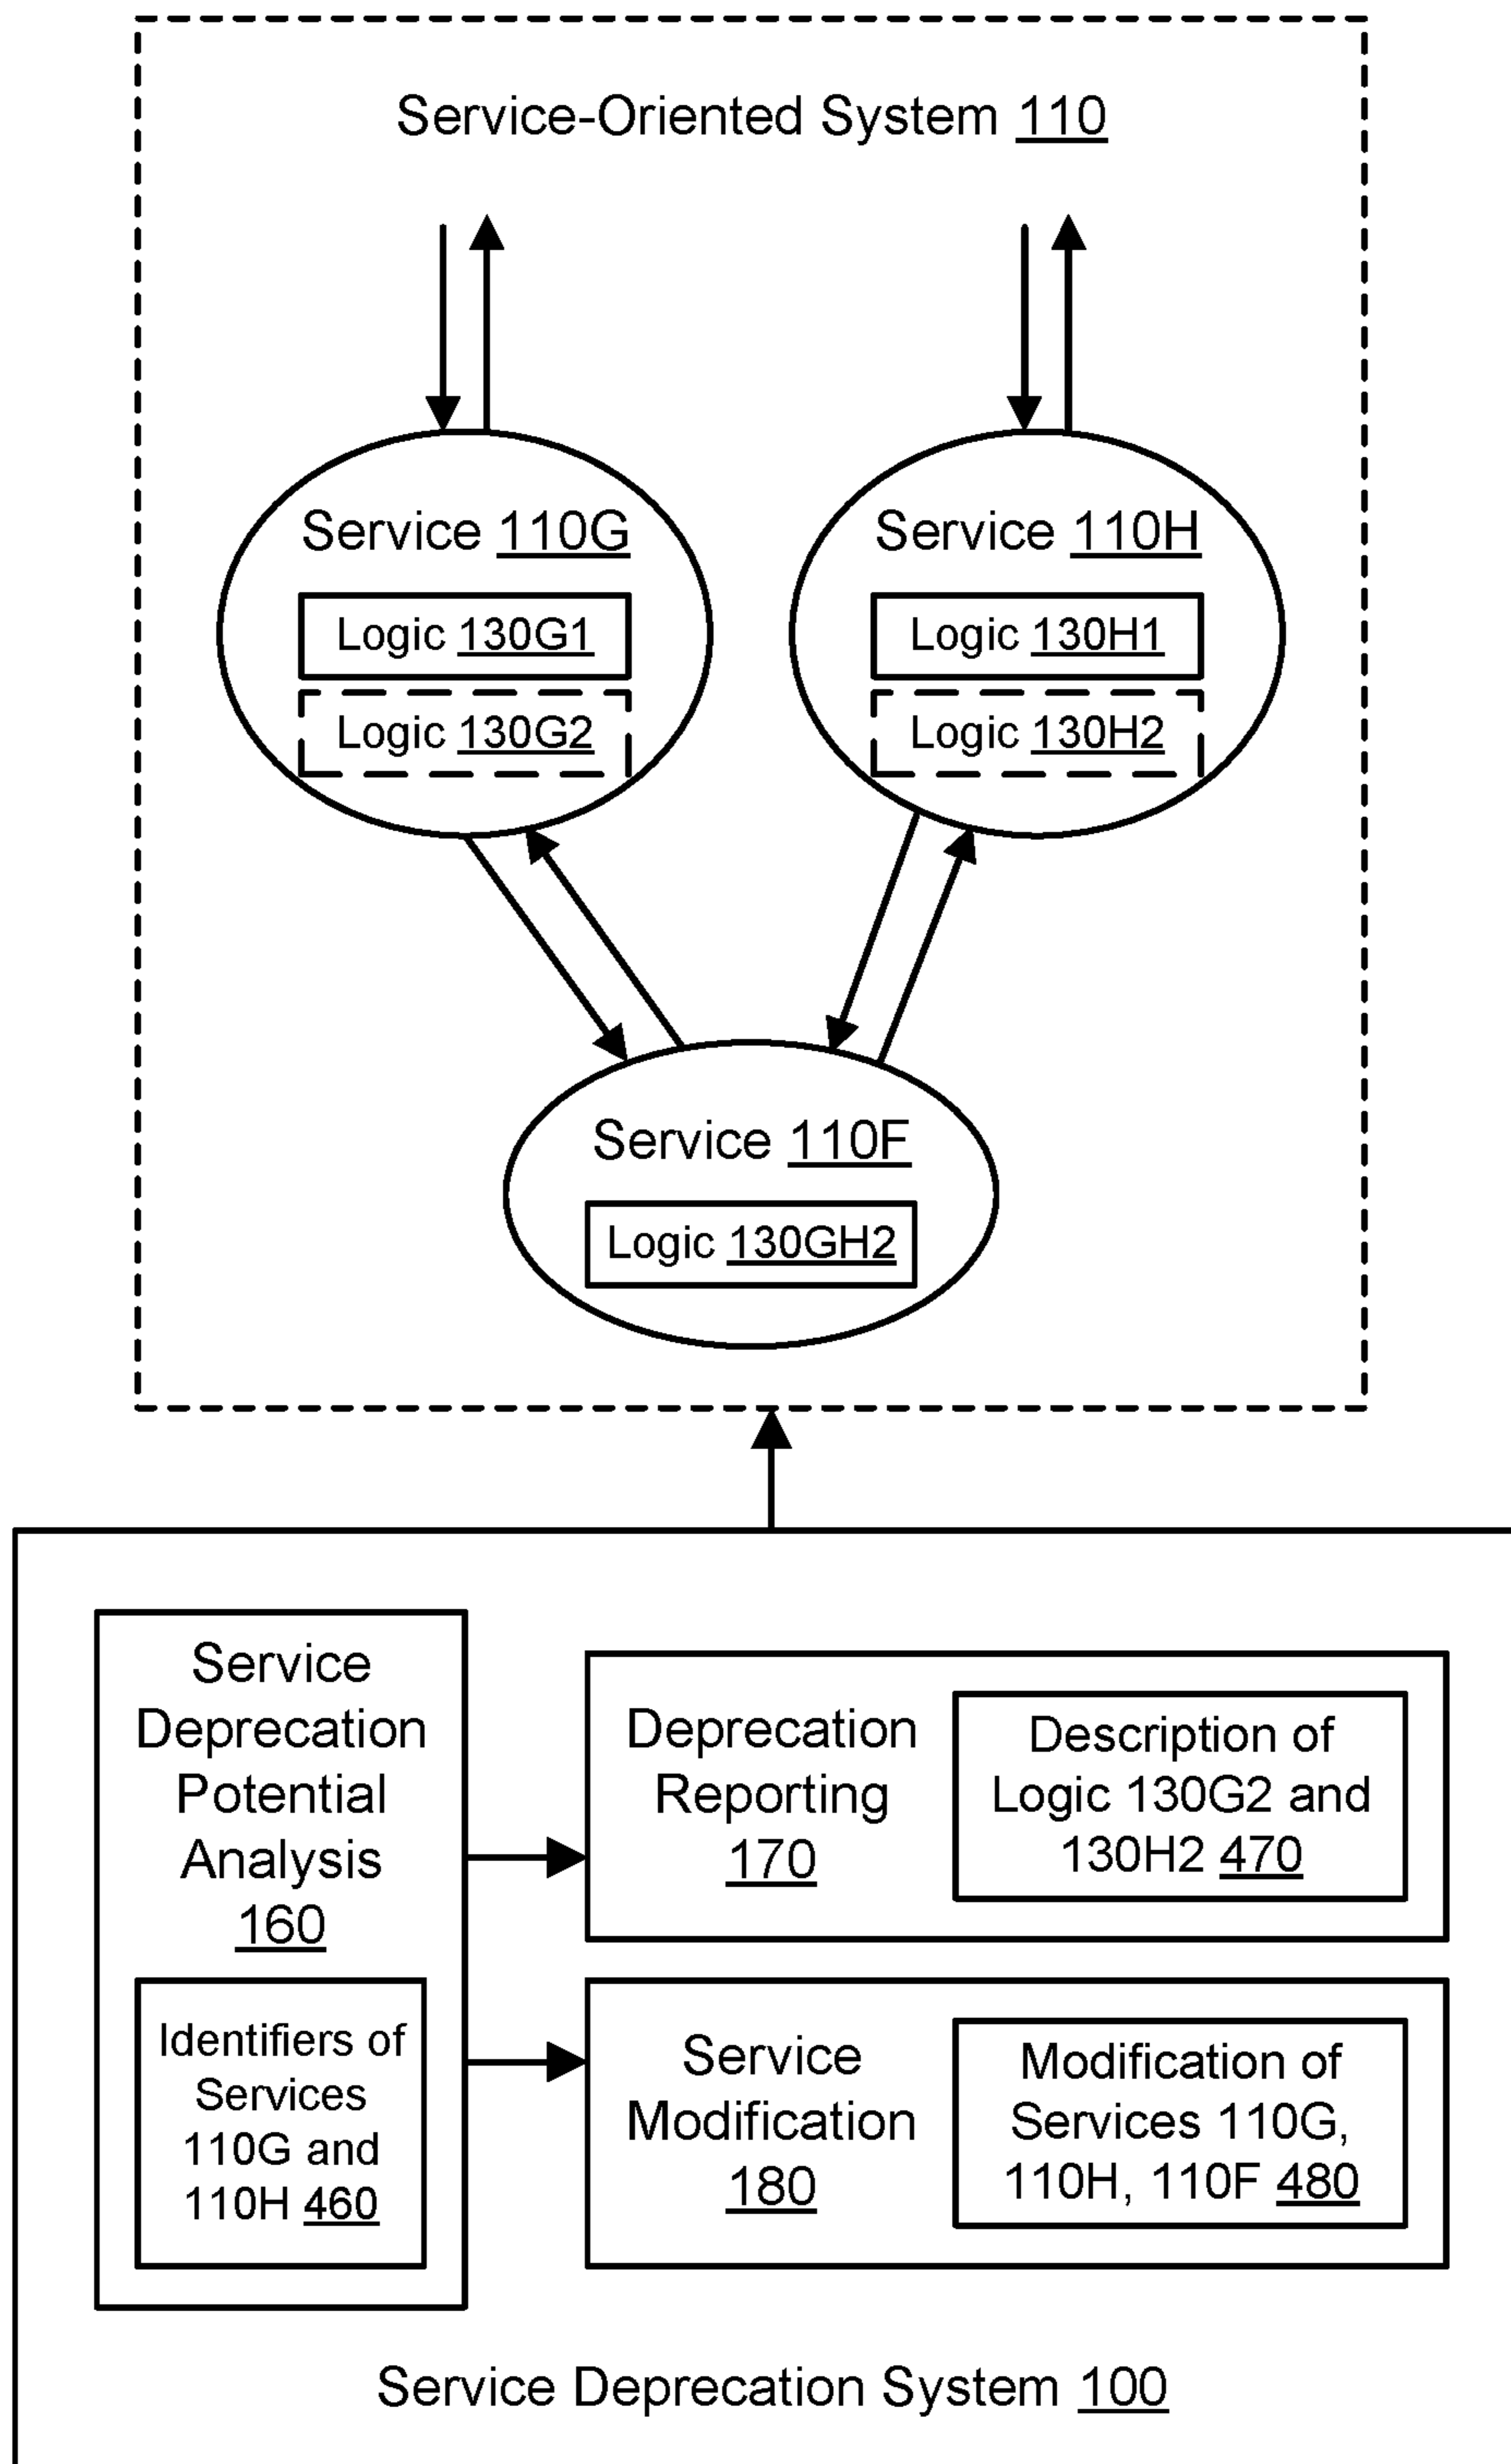 Service-Oriented System 110
Service 110G
Logic 130G1
Logic 130G2
Service 110H
Logic 130H1
Logic 130H2
Service 110F
Logic 130GH2
Service
Deprecation
Potential
Analysis
160
Identifiers of
Services
110G and
110H 460
Deprecation
Reporting
170
Description of
Logic 130G2 and
130H2 470
Service
Modification
180
Modification of
Services 110G,
110H, 110F 480
Service Deprecation System 100